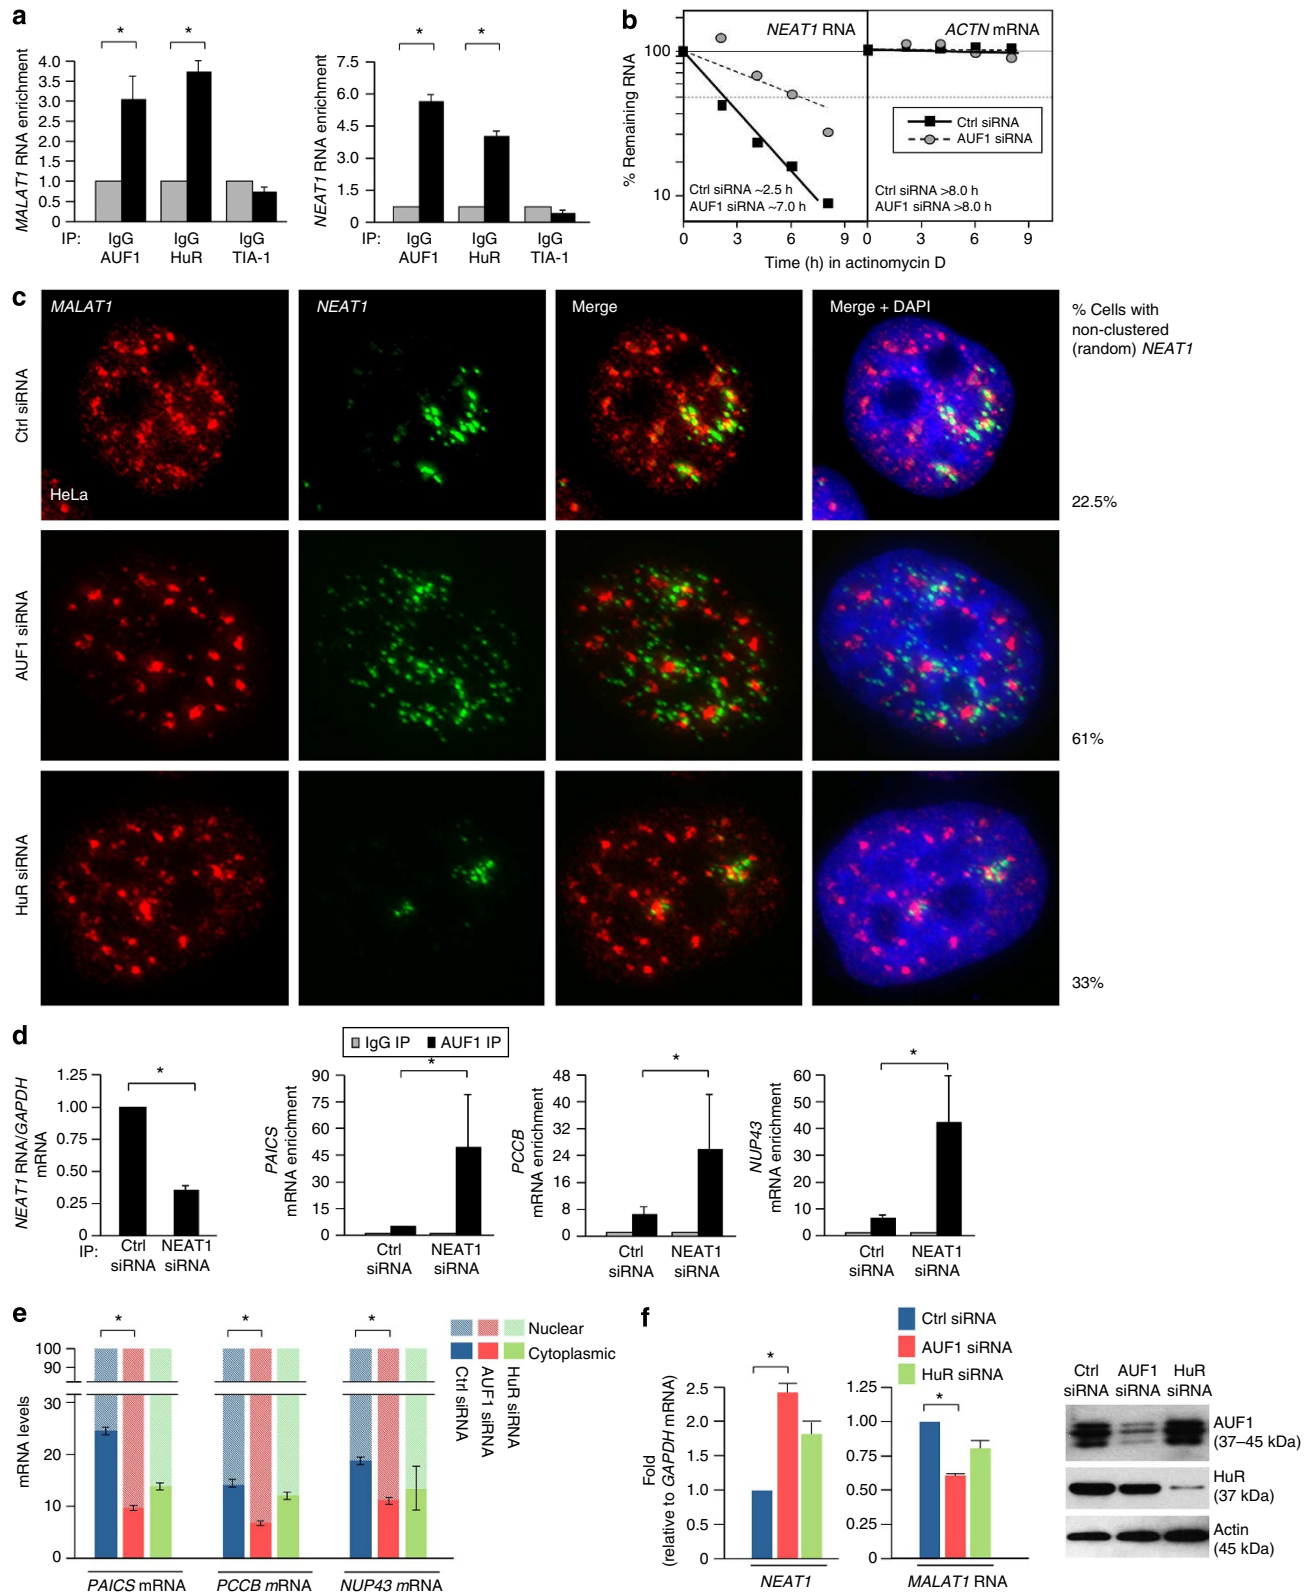 a
*
*
MALAT1 RNA enrichment
4.0
3.5
3.0
2.5
2.0
1.5
1.0
0.5
0
IP:
IgG
AUF1
IgG
HuR
IgG
TIA-1
*
*
NEAT1 RNA enrichment
7.5
6.0
4.5
3.0
1.5
0
IP:
IgG
AUF1
IgG
HuR
IgG
TIA-1
b
NEAT1 RNA
ACTN mRNA
% Remaining RNA
100
10
Ctrl siRNA
AUF1 siRNA
Ctrl siRNA ~2.5 h
AUF1 siRNA ~7.0 h
Ctrl siRNA >8.0 h
AUF1 siRNA >8.0 h
0 3 6 9 0 3 6 9
Time (h) in actinomycin D
c
MALAT1
NEAT1
Merge
Merge + DAPI
% Cells with
non-clustered
(random) NEAT1
Ctrl siRNA
HeLa
22.5%
AUF1 siRNA
61%
HuR siRNA
33%
d
IgG IP
AUF1 IP
NEAT1 RNA/GAPDH
mRNA
1.25
1.00
0.75
0.50
0.25
0
*
IP:
Ctrl
siRNA
NEAT1
siRNA
PAICS
mRNA enrichment
90
75
60
45
30
15
0
*
Ctrl
siRNA
NEAT1
siRNA
PCCB
mRNA enrichment
48
40
32
24
16
8
0
*
Ctrl
siRNA
NEAT1
siRNA
NUP43
mRNA enrichment
60
50
40
30
20
10
0
*
Ctrl
siRNA
NEAT1
siRNA
e
*
*
*
Nuclear
Cytoplasmic
Ctrl siRNA
AUF1 siRNA
HuR siRNA
mRNA levels
100
90
30
20
10
0
PAICS mRNA
PCCB mRNA
NUP43 mRNA
f
Ctrl siRNA
AUF1 siRNA
HuR siRNA
Fold
(relative to GAPDH mRNA)
2.5
2.0
1.5
1.0
0.5
0
*
NEAT1
1.25
1.00
0.75
0.50
0.25
0
*
MALAT1 RNA
Ctrl
siRNA
AUF1
siRNA
HuR
siRNA
AUF1
(37–45 kDa)
HuR
(37 kDa)
Actin
(45 kDa)